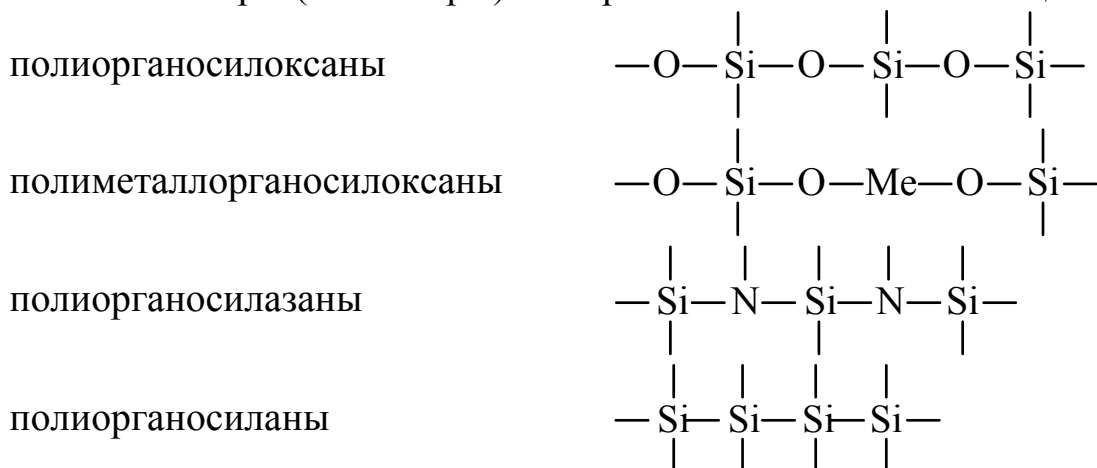 полиорганосилоксаны —O—Si—O—Si—O—Si—
полиметаллорганосилоксаны —O—Si—O—Me—O—Si—
полиорганосилазаны —Si—N—Si—N—Si—
полиорганосиланы —Si—Si—Si—Si—